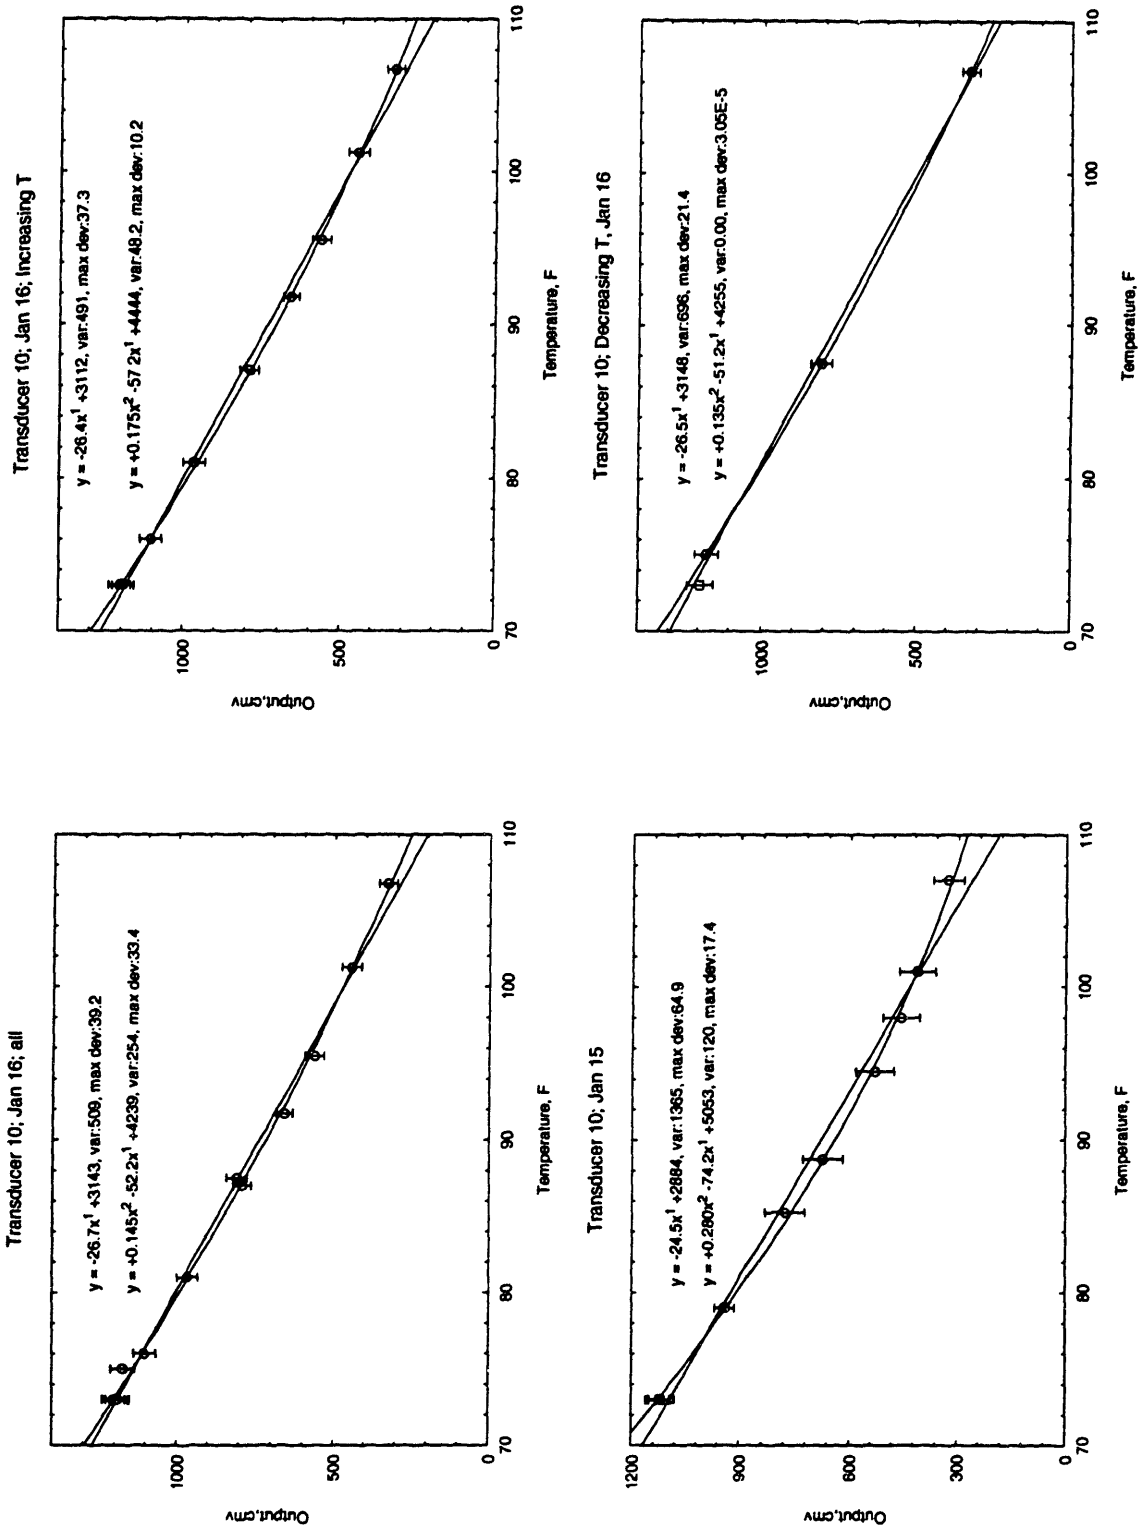 Transducer 10; Jan 16; all
y = -26.7x¹ +3143, var:509, max dev:39.2
y = +0.145x² -52.2x¹ +4239, var:254, max dev:33.4
Output,cmv
1000
500
0
70
80
90
100
110
Temperature, F
Transducer 10; Jan 16; Increasing T
y = -26.4x¹ +3112, var:491, max dev:37.3
y = +0.175x² -57 2x¹ +4444, var:48.2, max dev:10.2
Output,cmv
1000
500
0
70
80
90
100
110
Temperature, F
Transducer 10; Jan 15
y = -24.5x¹ +2884, var:1365, max dev:64.9
y = +0.280x² -74.2x¹ +5053, var:120, max dev:17.4
Output,cmv
1200
900
600
300
0
70
80
90
100
110
Temperature, F
Transducer 10; Decreasing T, Jan 16
y = -26.5x¹ +3148, var:696, max dev:21.4
y = +0.135x² -51.2x¹ +4255, var:0.00, max dev:3.05E-5
Output,cmv
1000
500
0
70
80
90
100
110
Temperature, F